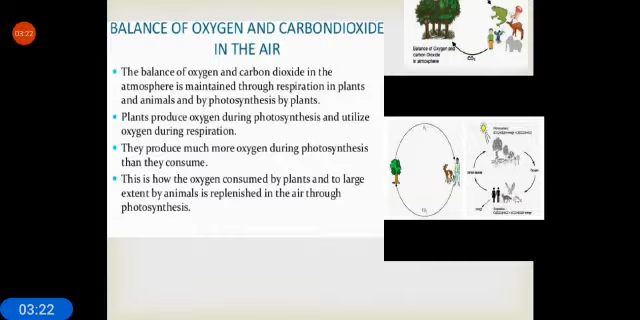 03:22
BALANCE OF OXYGEN AND CARBONDIOXIDE
IN THE AIR
• The balance of oxygen and carbon dioxide in the
atmosphere is maintained through respiration in plants
and animals and by photosynthesis by plants.
• Plants produce oxygen during photosynthesis and utilize
oxygen during respiration.
• They produce much more oxygen during photosynthesis
than they consume.
• This is how the oxygen consumed by plants and to large
extent by animals is replenished in the air through
photosynthesis.
Balance of Oxygen and
carbon Dioxide
in atmosphere
CO₂
03:22